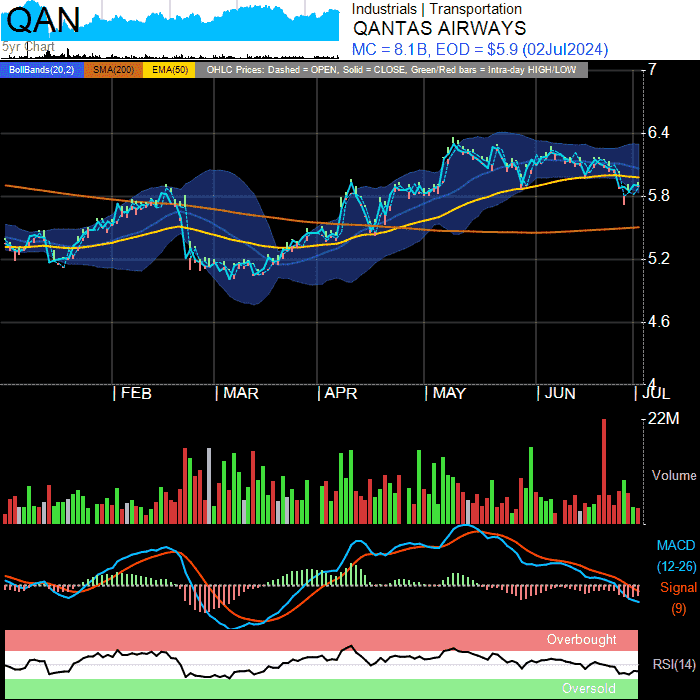 QAN
5yr Chart
Industrials | Transportation
QANTAS AIRWAYS
MC = 8.1B, EOD = $5.9 (02Jul2024)
BollBands(20,2) SMA(200) EMA(50) OHLC Prices: Dashed = OPEN, Solid = CLOSE, Green/Red bars = Intra-day HIGH/LOW
7
6.4
5.8
5.2
4.6
4
FEB MAR APR MAY JUN JUL
22M
Volume
MACD
(12-26)
Signal
(9)
Overbought
RSI(14)
Oversold